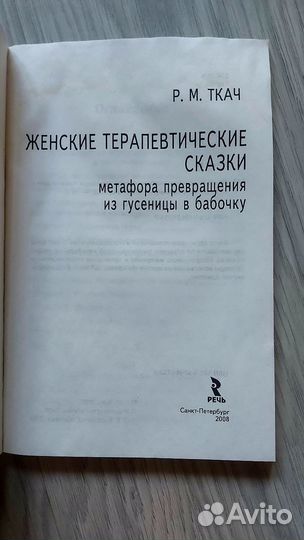 Р. М. ТКАЧ
ЖЕНСКИЕ ТЕРАПЕВТИЧЕСКИЕ
СКАЗКИ
метафора превращения
из гусеницы в бабочку
РЕЧЬ
Санкт-Петербург
2008
Avito